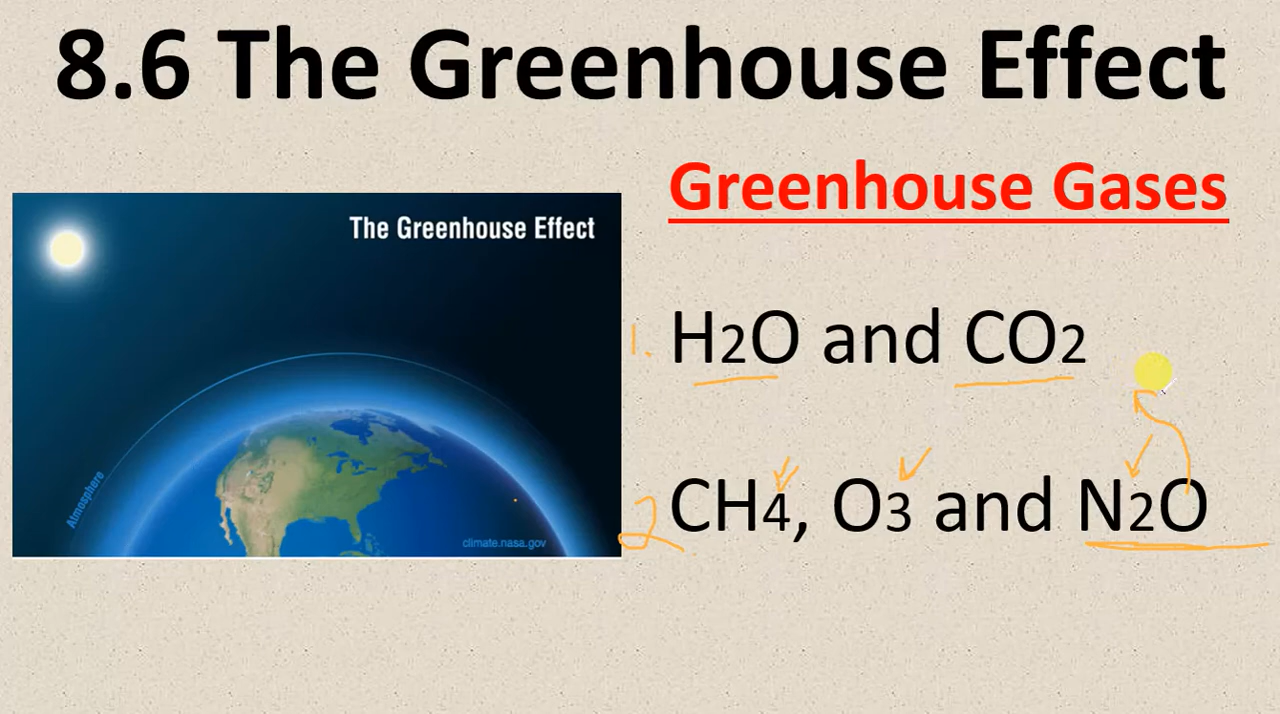 8.6 The Greenhouse Effect
Greenhouse Gases
The Greenhouse Effect
Atmosphere
climate.nasa.gov
1. H2O and CO2
2 CH4, O3 and N2O